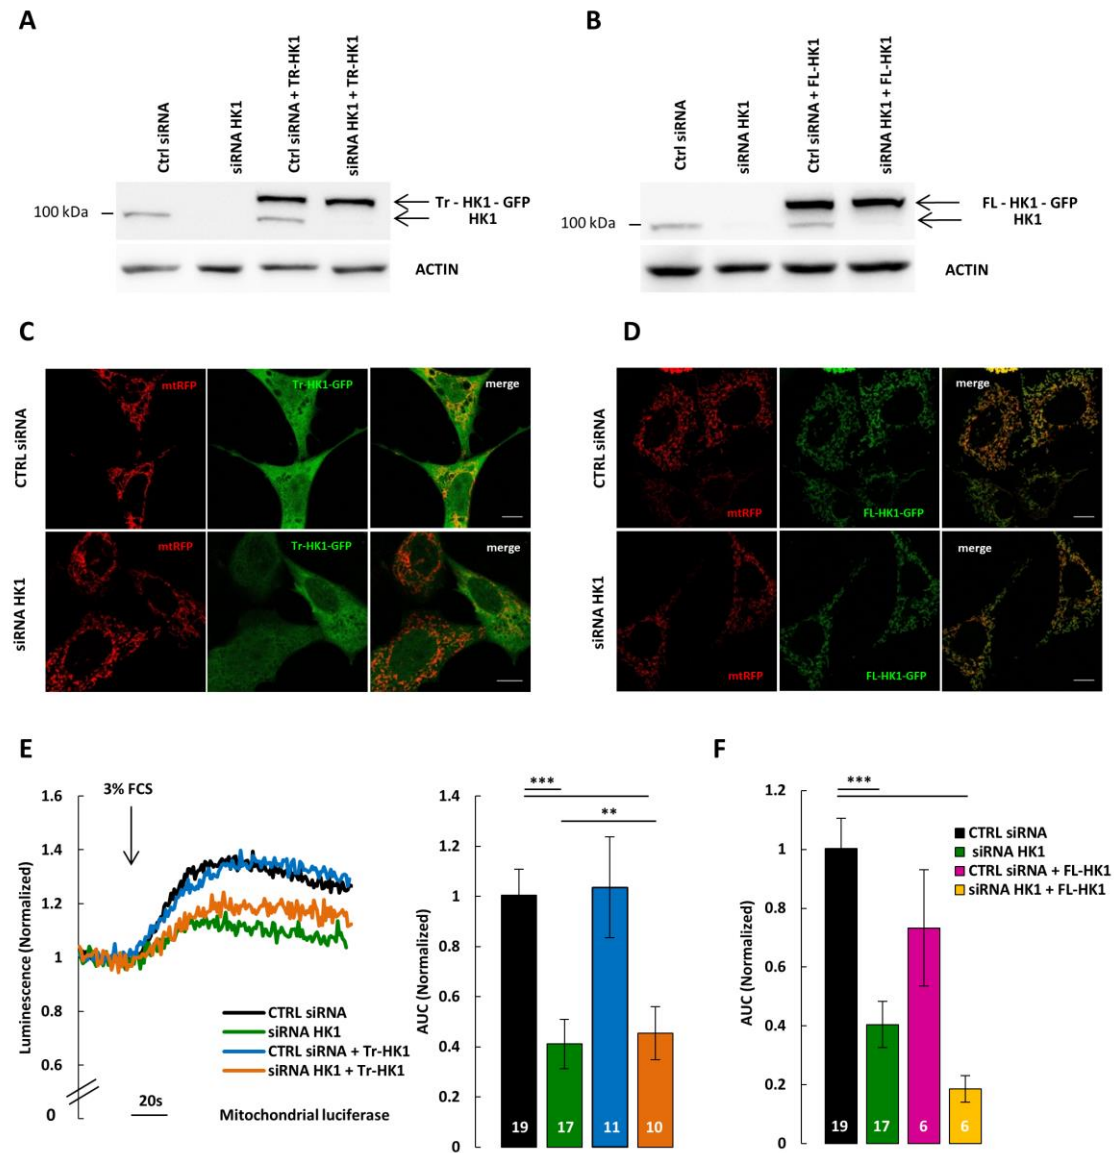 A
B
Ctrl siRNA
siRNA HK1
Ctrl siRNA + TR-HK1
siRNA HK1 + TR-HK1
Ctrl siRNA
siRNA HK1
Ctrl siRNA + FL-HK1
siRNA HK1 + FL-HK1
100 kDa
Tr - HK1 - GFP
HK1
ACTIN
100 kDa
FL - HK1 - GFP
HK1
ACTIN
C
D
CTRL siRNA
mtRFP
Tr-HK1-GFP
merge
siRNA HK1
mtRFP
Tr-HK1-GFP
merge
CTRL siRNA
mtRFP
FL-HK1-GFP
merge
siRNA HK1
mtRFP
FL-HK1-GFP
merge
E
3% FCS
Luminescence (Normalized)
1.6
1.4
1.2
1
0.8
0.6
0
CTRL siRNA
siRNA HK1
CTRL siRNA + Tr-HK1
siRNA HK1 + Tr-HK1
20s
Mitochondrial luciferase
AUC (Normalized)
1.4
1.2
1
0.8
0.6
0.4
0.2
0
***
**
19
17
11
10
F
AUC (Normalized)
1.2
1
0.8
0.6
0.4
0.2
0
***
19
17
6
6
CTRL siRNA
siRNA HK1
CTRL siRNA + FL-HK1
siRNA HK1 + FL-HK1